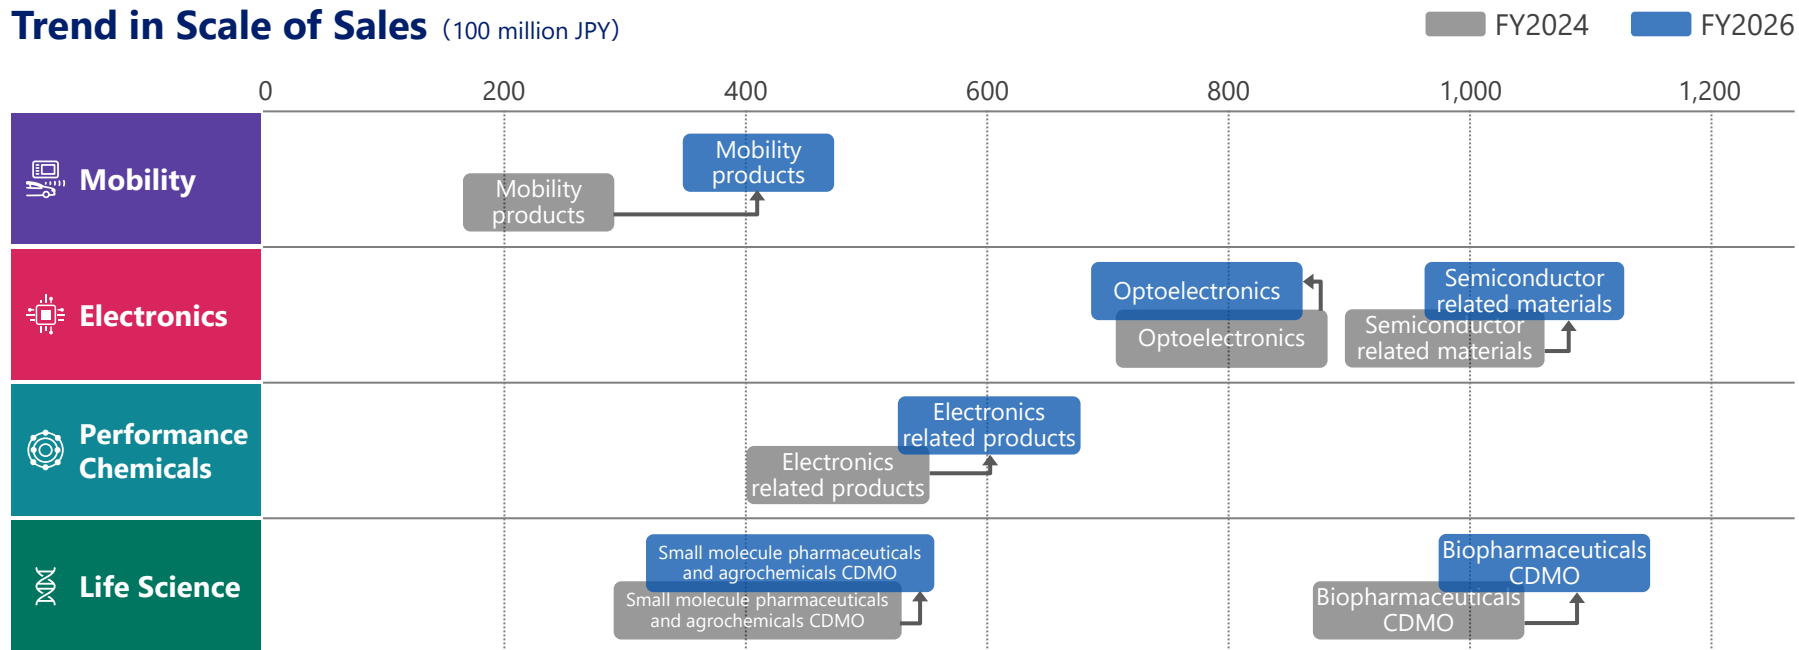 Trend in Scale of Sales (100 million JPY)
FY2024
FY2026
0 200 400 600 800 1,000 1,200
Mobility
Mobility
products
Mobility
products
Electronics
Optoelectronics
Optoelectronics
Semiconductor
related materials
Semiconductor
related materials
Performance
Chemicals
Electronics
related products
Electronics
related products
Life Science
Small molecule pharmaceuticals
and agrochemicals CDMO
Small molecule pharmaceuticals
and agrochemicals CDMO
Biopharmaceuticals
CDMO
Biopharmaceuticals
CDMO